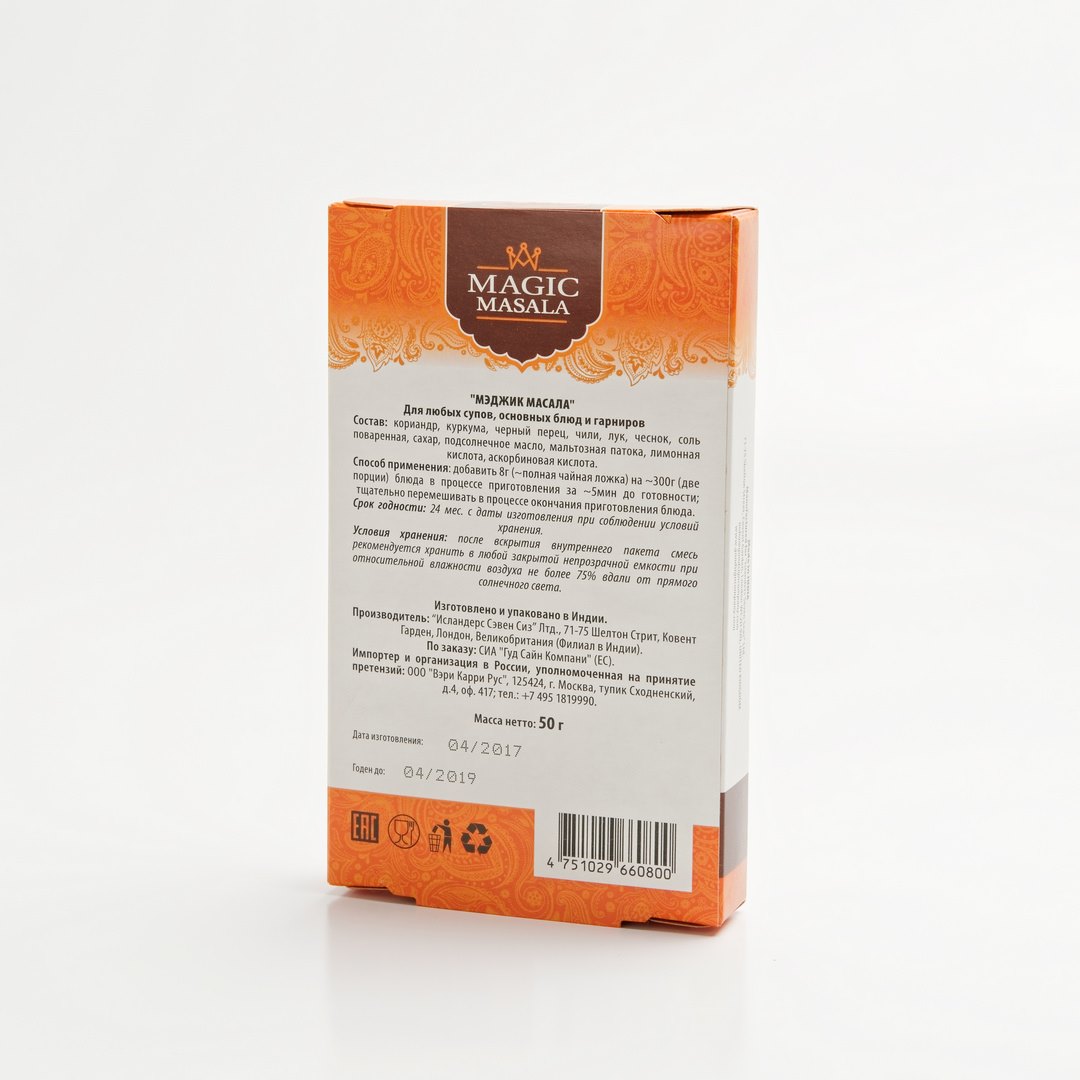 MAGIC
MASALA
"МЭДЖИК МАСАЛА"
Для любых супов, основных блюд и гарниров
Состав: кориандр, куркума, черный перец, чили, лук, чеснок, соль
поваренная, сахар, подсолнечное масло, мальтозная патока, лимонная
кислота, аскорбиновая кислота.
Способ применения: добавить 8г (~полная чайная ложка) на ~300г (две
порции) блюда в процессе приготовления за ~5мин до готовности;
тщательно перемешивать в процессе окончания приготовления блюда.
Срок годности: 24 мес. с даты изготовления при соблюдении условий
хранения.
Условия хранения: после вскрытия внутреннего пакета смесь
рекомендуется хранить в любой закрытой непрозрачной емкости при
относительной влажности воздуха не более 75% вдали от прямого
солнечного света.
Изготовлено и упаковано в Индии.
Производитель: "Исландерс Сэвен Сиз" Лтд., 71-75 Шелтон Стрит, Ковент
Гарден, Лондон, Великобритания (Филиал в Индии).
По заказу: СИА "Гуд Сайн Компани" (ЕС).
Импортер и организация в России, уполномоченная на принятие
претензий: ООО "Вэри Карри Рус", 125424, г. Москва, тупик Сходненский,
д.4, оф. 417; тел.: +7 495 1819990.
Масса нетто: 50 г
Дата изготовления: 04/2017
Годен до: 04/2019
EAC
4 751029 660800